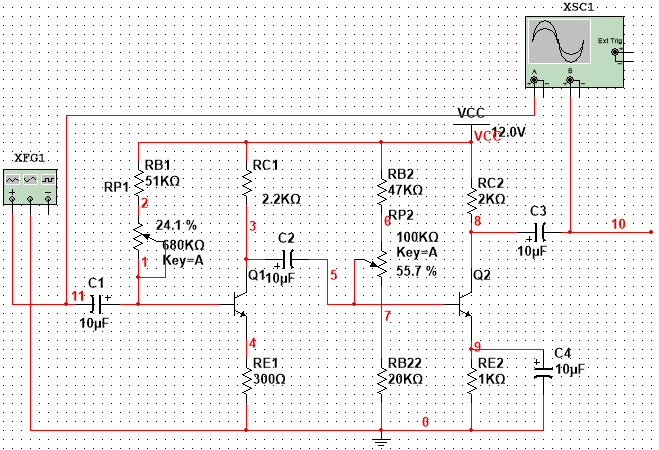 XSC1
Ext Trig
+
-
A
B
+ - + -
VCC
VCC 12.0V
XFG1
+ -
RP1
RB1
51KΩ
RC1
2.2KΩ
RB2
47KΩ
RC2
2KΩ
2
24.1 %
680KΩ
Key=A
1
3
C2
+
10µF
Q1
5
6
RP2
100KΩ
Key=A
55.7 %
7
8
C3
+
10µF
10
Q2
11
C1
+
10µF
4
RE1
300Ω
RB22
20KΩ
9
RE2
1KΩ
C4
+
10µF
0